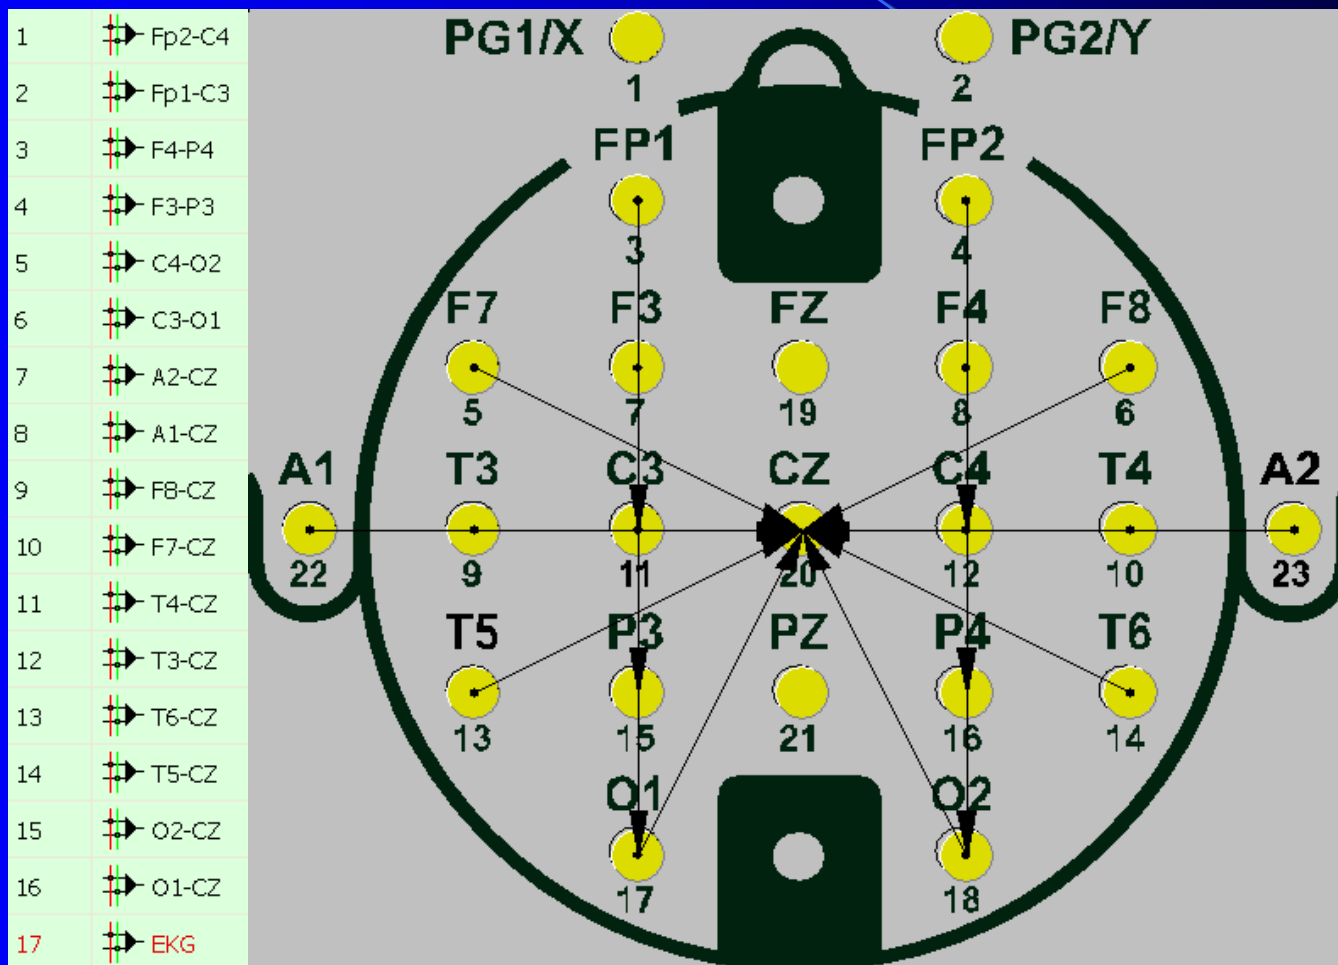 1 Fp2-C4
2 Fp1-C3
3 F4-P4
4 F3-P3
5 C4-O2
6 C3-O1
7 A2-CZ
8 A1-CZ
9 F8-CZ
10 F7-CZ
11 T4-CZ
12 T3-CZ
13 T6-CZ
14 T5-CZ
15 O2-CZ
16 O1-CZ
17 EKG
PG1/X PG2/Y
1 2
FP1 FP2
3 4
F7 F3 FZ F4 F8
5 7 19 8 6
A1 T3 C3 CZ C4 T4 A2
22 9 11 20 12 10 23
T5 P3 PZ P4 T6
13 15 21 16 14
O1 O2
17 18